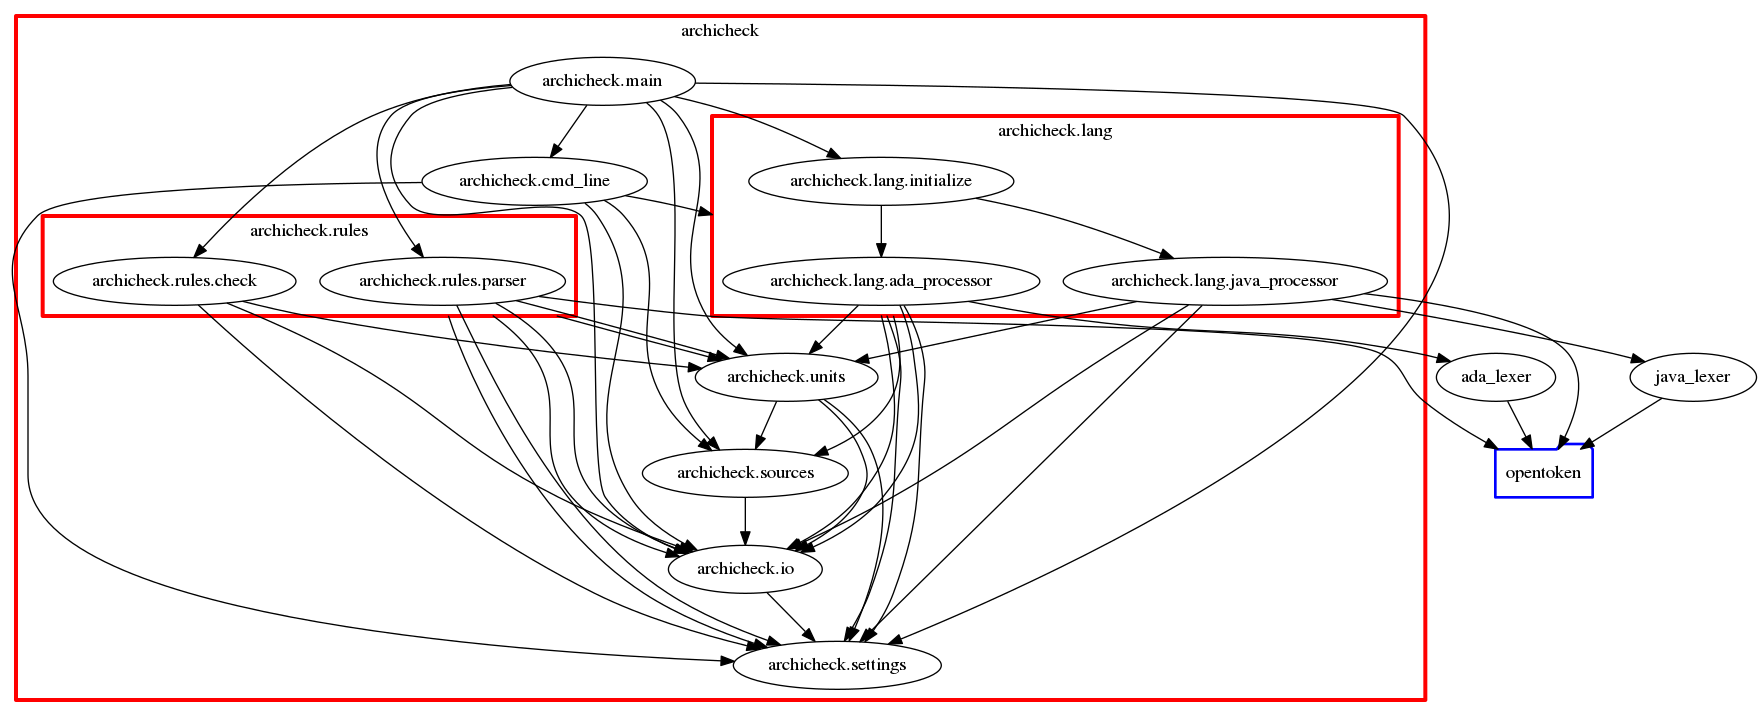 archicheck
archicheck.main
archicheck.lang
archicheck.cmd_line
archicheck.lang.initialize
archicheck.rules
archicheck.rules.check
archicheck.rules.parser
archicheck.lang.ada_processor
archicheck.lang.java_processor
archicheck.units
ada_lexer
java_lexer
archicheck.sources
opentoken
archicheck.io
archicheck.settings